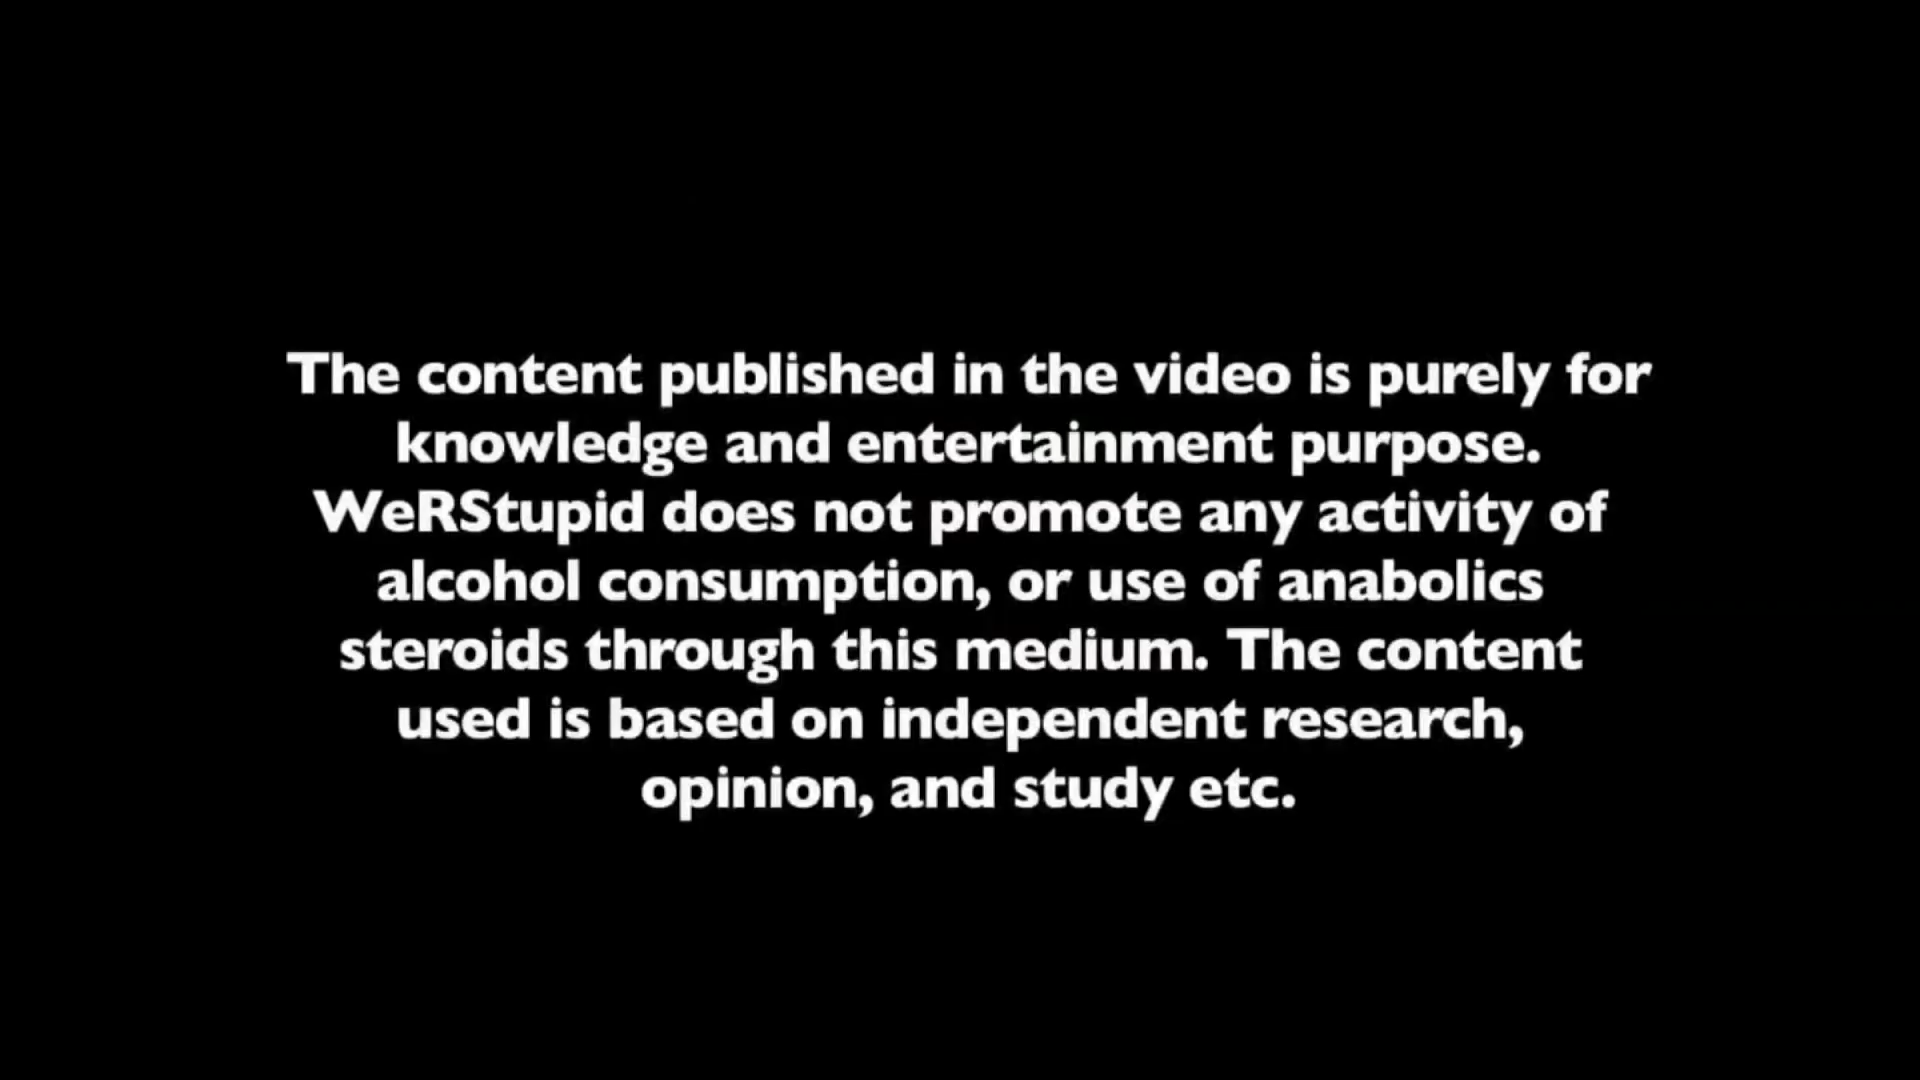 The content published in the video is purely for
knowledge and entertainment purpose.
WeRStupid does not promote any activity of
alcohol consumption, or use of anabolics
steroids through this medium. The content
used is based on independent research,
opinion, and study etc.